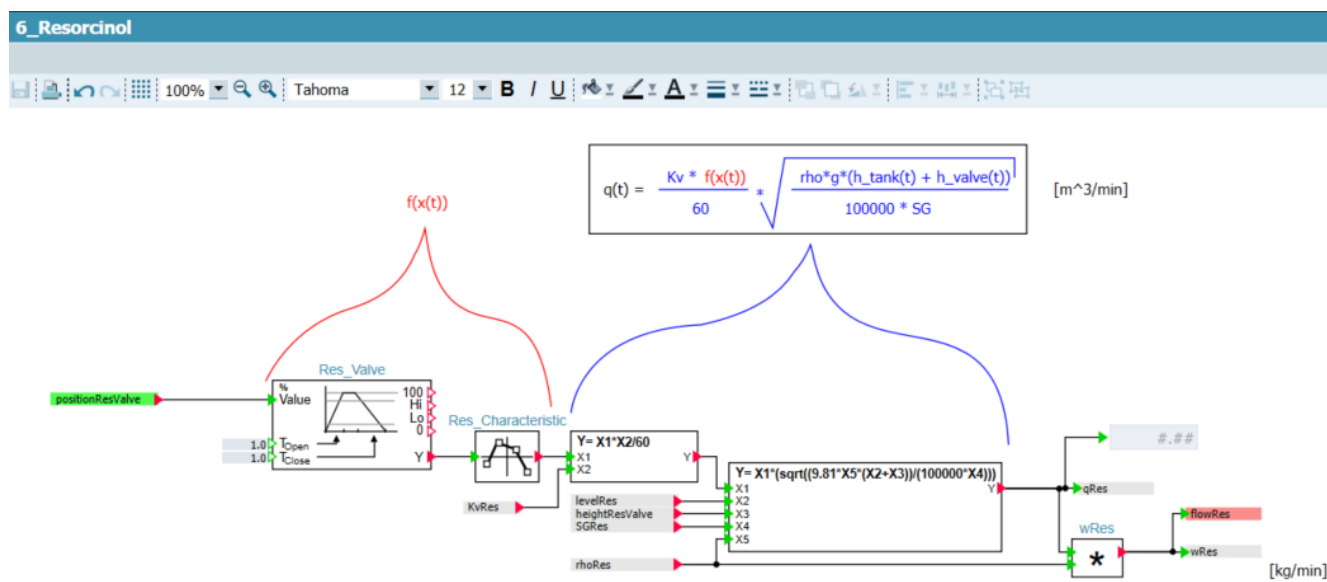 6_Resorcinol
100% Tahoma 12 B I U A
q(t) = Kv * f(x(t)) / 60 * √ rho*g*(h_tank(t) + h_valve(t)) / 100000 * SG [m^3/min]
f(x(t))
Res_Valve
positionResValve
%
Value
100
Hi
Lo
0
1.0 TOpen
1.0 TClose
Y
Res_Characteristic
Y= X1*X2/60
X1
X2
Y
KvRes
Y= X1*(sqrt((9.81*X5*(X2+X3))/(100000*X4)))
X1
X2
X3
X4
X5
Y
levelRes
heightResValve
SGRes
rhoRes
#.##
qRes
wRes
*
flowRes
wRes
[kg/min]